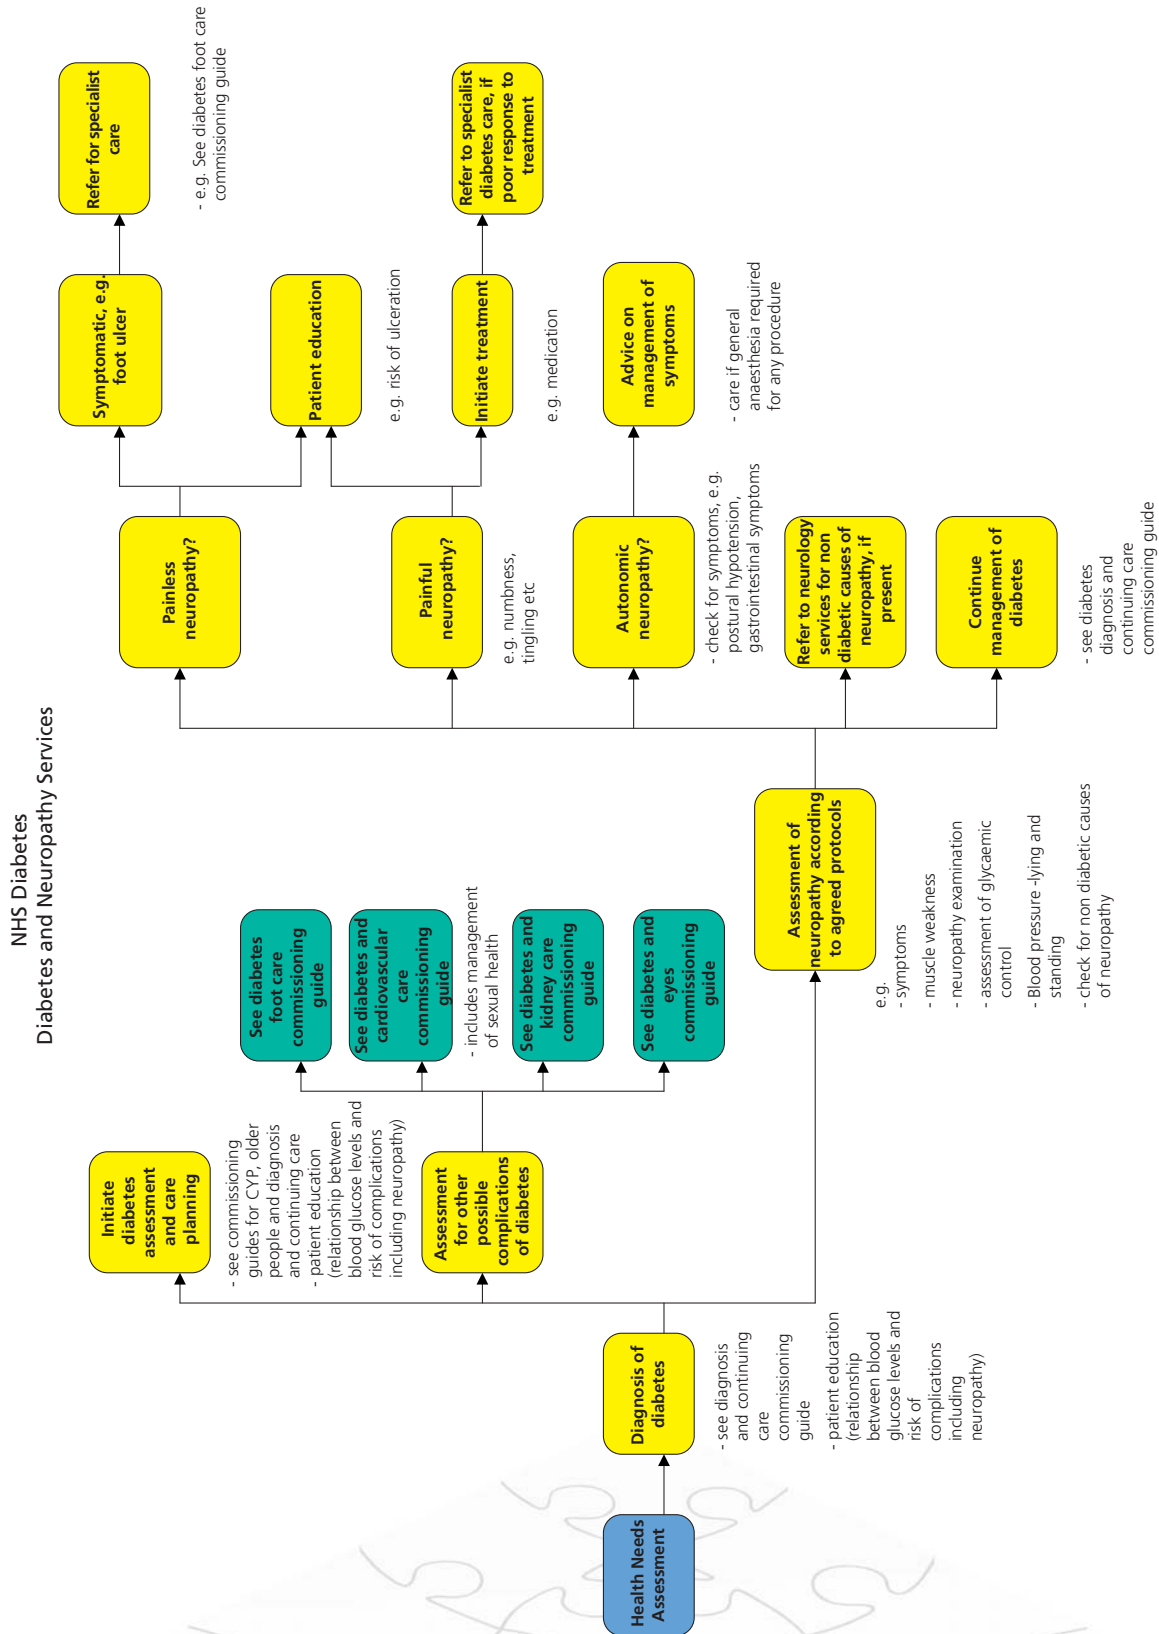 NHS Diabetes
Diabetes and Neuropathy Services
Health Needs
Assessment
Diagnosis of
diabetes
- see diagnosis
and continuing
care
commissioning
guide
- patient education
(relationship
between blood
glucose levels and
risk of
complications
including
neuropathy)
Initiate
diabetes
assessment
and care
planning
- see commissioning
guides for CYP, older
people and diagnosis
and continuing care
- patient education
(relationship between
blood glucose levels and
risk of complications
including neuropathy)
Assessment
for other
possible
complications
of diabetes
See diabetes
foot care
commissioning
guide
See diabetes and
cardiovascular
care
commissioning
guide
- includes management
of sexual health
See diabetes and
kidney care
commissioning
guide
See diabetes and
eyes
commissioning
guide
Assessment of
neuropathy according
to agreed protocols
e.g.
- symptoms
- muscle weakness
- neuropathy examination
- assessment of glycaemic
control
- Blood pressure -lying and
standing
- check for non diabetic causes
of neuropathy
Painless
neuropathy?
Painful
neuropathy?
e.g. numbness,
tingling etc
Autonomic
neuropathy?
- check for symptoms, e.g.
postural hypotension,
gastrointestinal symptoms
Refer to neurology
services for non
diabetic causes of
neuropathy, if
present
Continue
management of
diabetes
- see diabetes
diagnosis and
continuing care
commissioning guide
Symptomatic, e.g.
foot ulcer
Patient education
e.g. risk of ulceration
Initiate treatment
e.g. medication
Advice on
management of
symptoms
- care if general
anaesthesia required
for any procedure
Refer for specialist
care
- e.g. See diabetes foot care
commissioning guide
Refer to specialist
diabetes care, if
poor response to
treatment